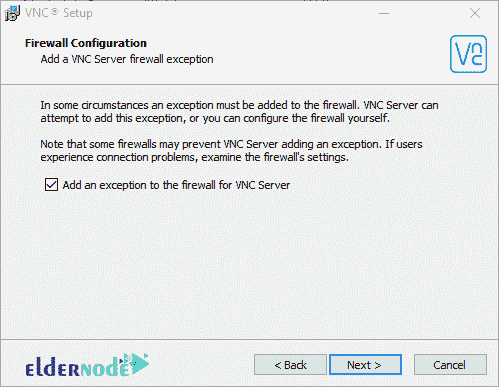 VNC® Setup
Firewall Configuration
Add a VNC Server firewall exception
VNC
In some circumstances an exception must be added to the firewall. VNC Server can
attempt to add this exception, or you can configure the firewall yourself.
Note that some firewalls may prevent VNC Server adding an exception. If users
experience connection problems, examine the firewall's settings.
Add an exception to the firewall for VNC Server
elderNODE
< Back
Next >
Cancel